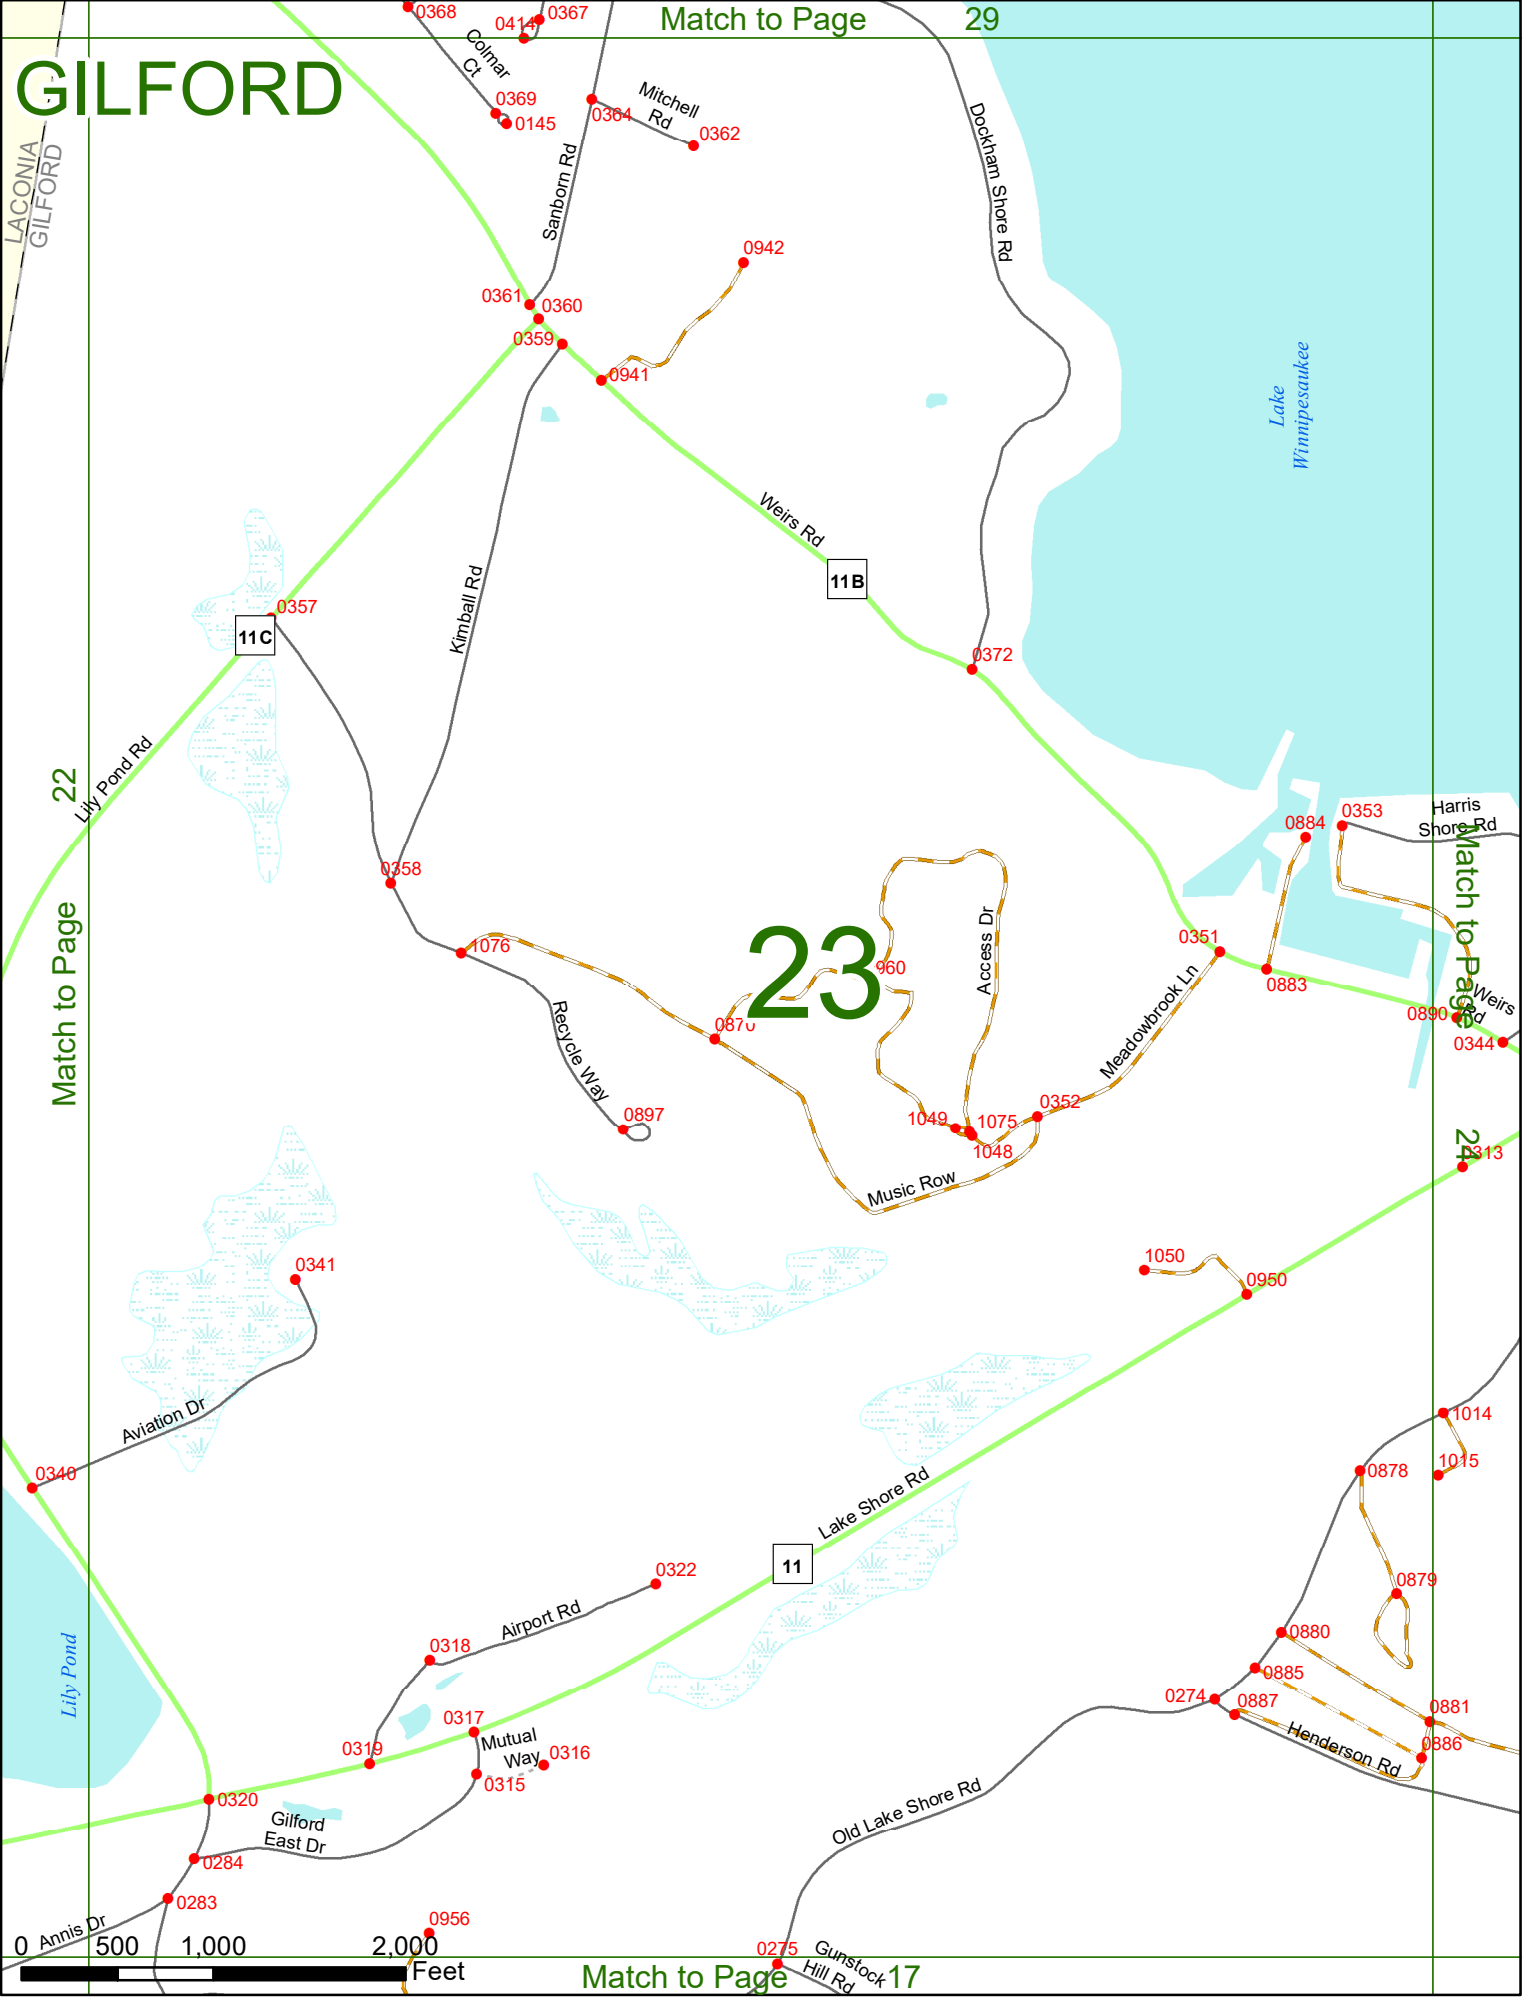 Match to Page 29
GILFORD
LACONIA
GILFORD
0368
0367
0414
Colmar
Ct
0369
0145
0364
Mitchell
Rd
0362
Sanborn Rd
Dockham Shore Rd
0942
0361
0360
0359
0941
Lake
Winnipesaukee
Weirs Rd
11B
Kimball Rd
0357
11C
0372
Lily Pond Rd
Match to Page 22
0353
Harris
Shore Rd
0884
0358
Match to Page 24
1076
23
960
Access Dr
0351
0883
Meadowbrook Ln
Weirs
Rd
0890
0344
0870
Recycle Way
0897
0352
1049
1075
1048
0313
Music Row
0341
1050
0950
Aviation Dr
0340
1014
1015
0878
Lake Shore Rd
11
0322
Airport Rd
0318
0879
0880
0885
0274
0887
0881
0886
Henderson Rd
Lily Pond
0317
Mutual
Way
0316
0319
0315
0320
Gilford
East Dr
0284
Old Lake Shore Rd
0283
Annis Dr
0956
0275
Gunstock
Hill Rd
0 500 1,000 2,000
Feet
Match to Page 17